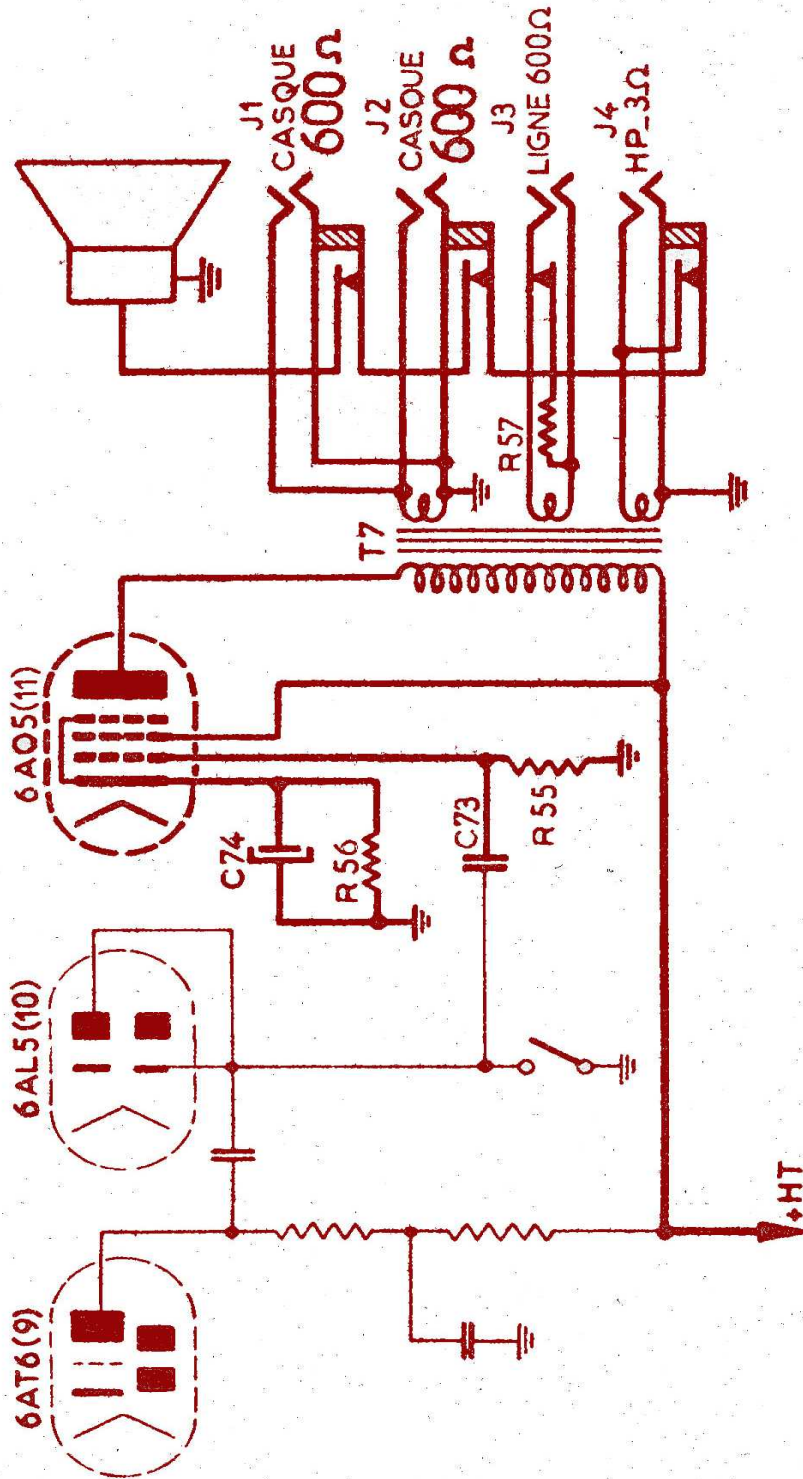 6AT6(9)
6AL5(10)
6AO5(11)
C74
R56
C73
R55
T7
R57
J1
CASQUE
600 Ω
J2
CASQUE
600 Ω
J3
LIGNE 600Ω
J4
HP_3Ω
+HT